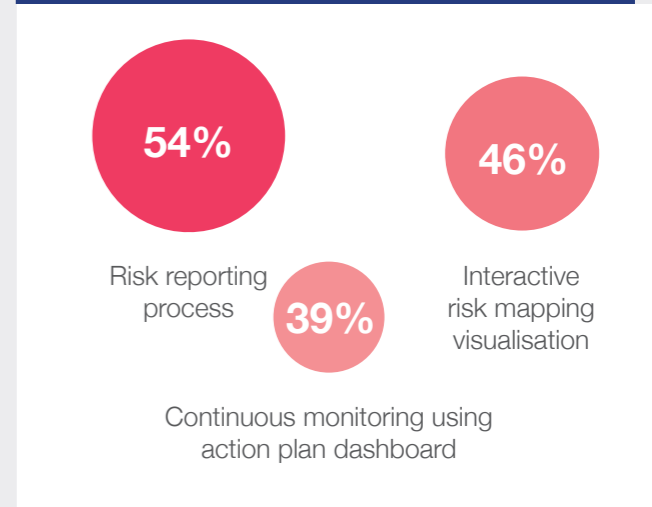 54%
Risk reporting
process
46%
Interactive
risk mapping
visualisation
39%
Continuous monitoring using
action plan dashboard